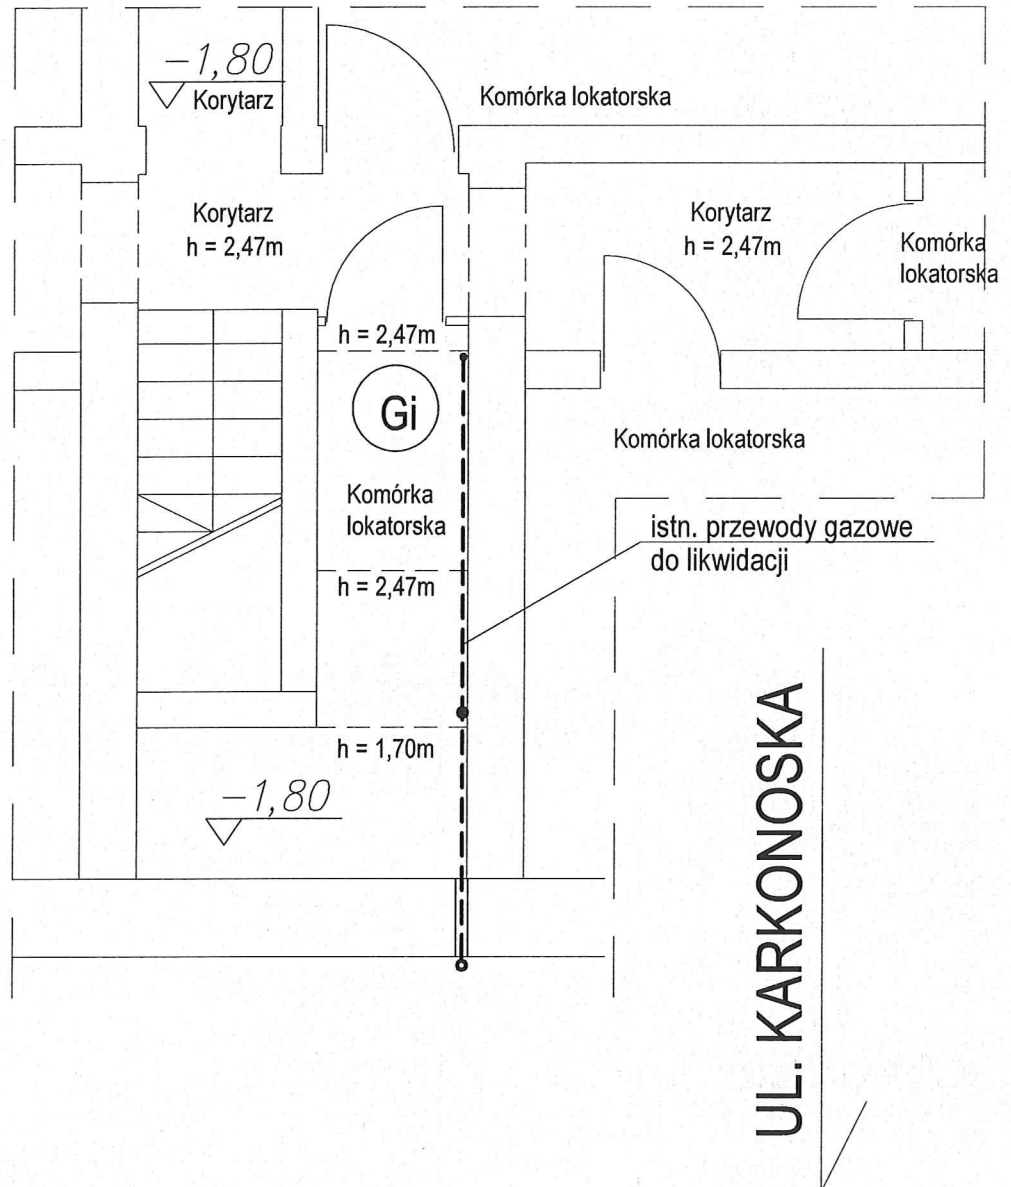 -1,80
Korytarz
Komórka lokatorska
Korytarz
h = 2,47m
Korytarz
h = 2,47m
Komórka
lokatorska
h = 2,47m
Gi
Komórka lokatorska
Komórka
lokatorska
istn. przewody gazowe
do likwidacji
h = 2,47m
h = 1,70m
-1,80
UL. KARKONOSKA